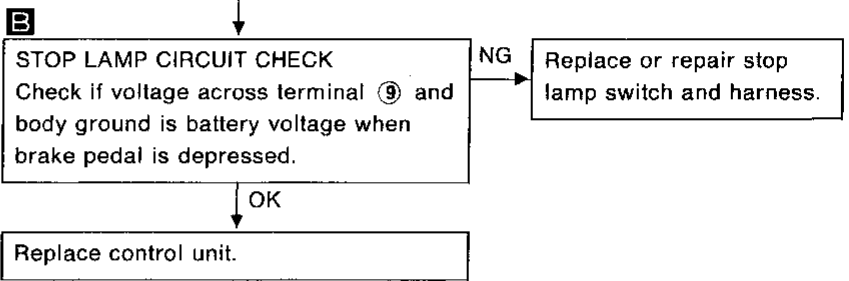 B
STOP LAMP CIRCUIT CHECK
Check if voltage across terminal ⑨ and
body ground is battery voltage when
brake pedal is depressed.
NG
Replace or repair stop
lamp switch and harness.
OK
Replace control unit.